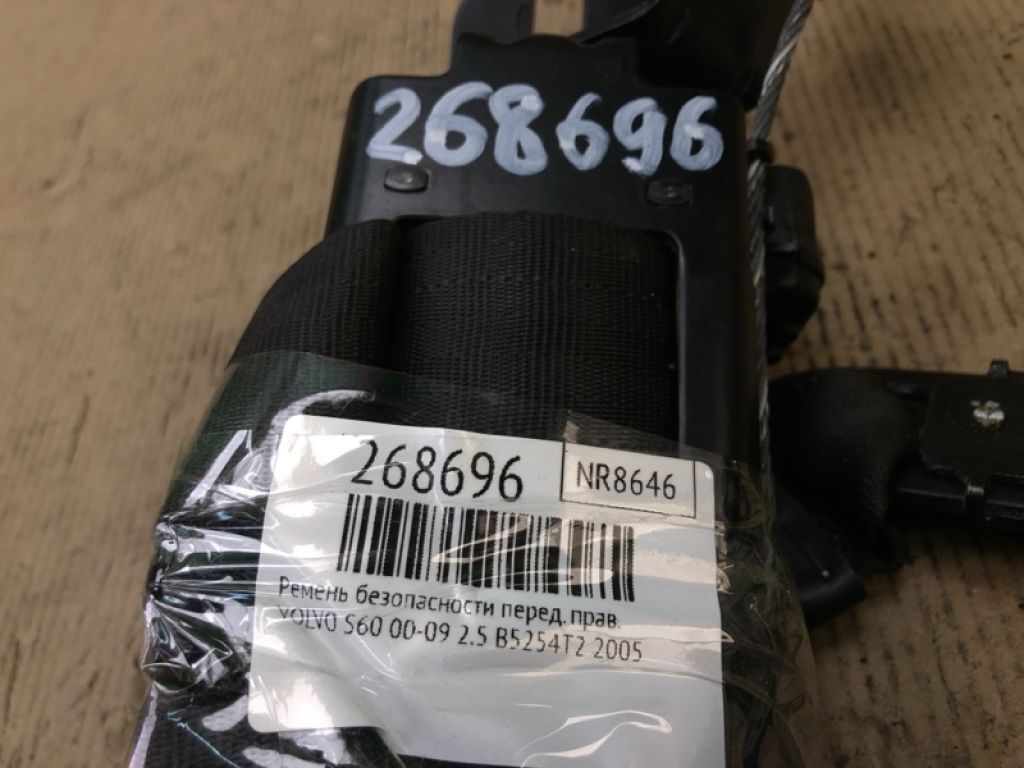 268696
268696 NR8646
Ремень безопасности перед. прав.
VOLVO S60 00-09 2.5 B5254T2 2005